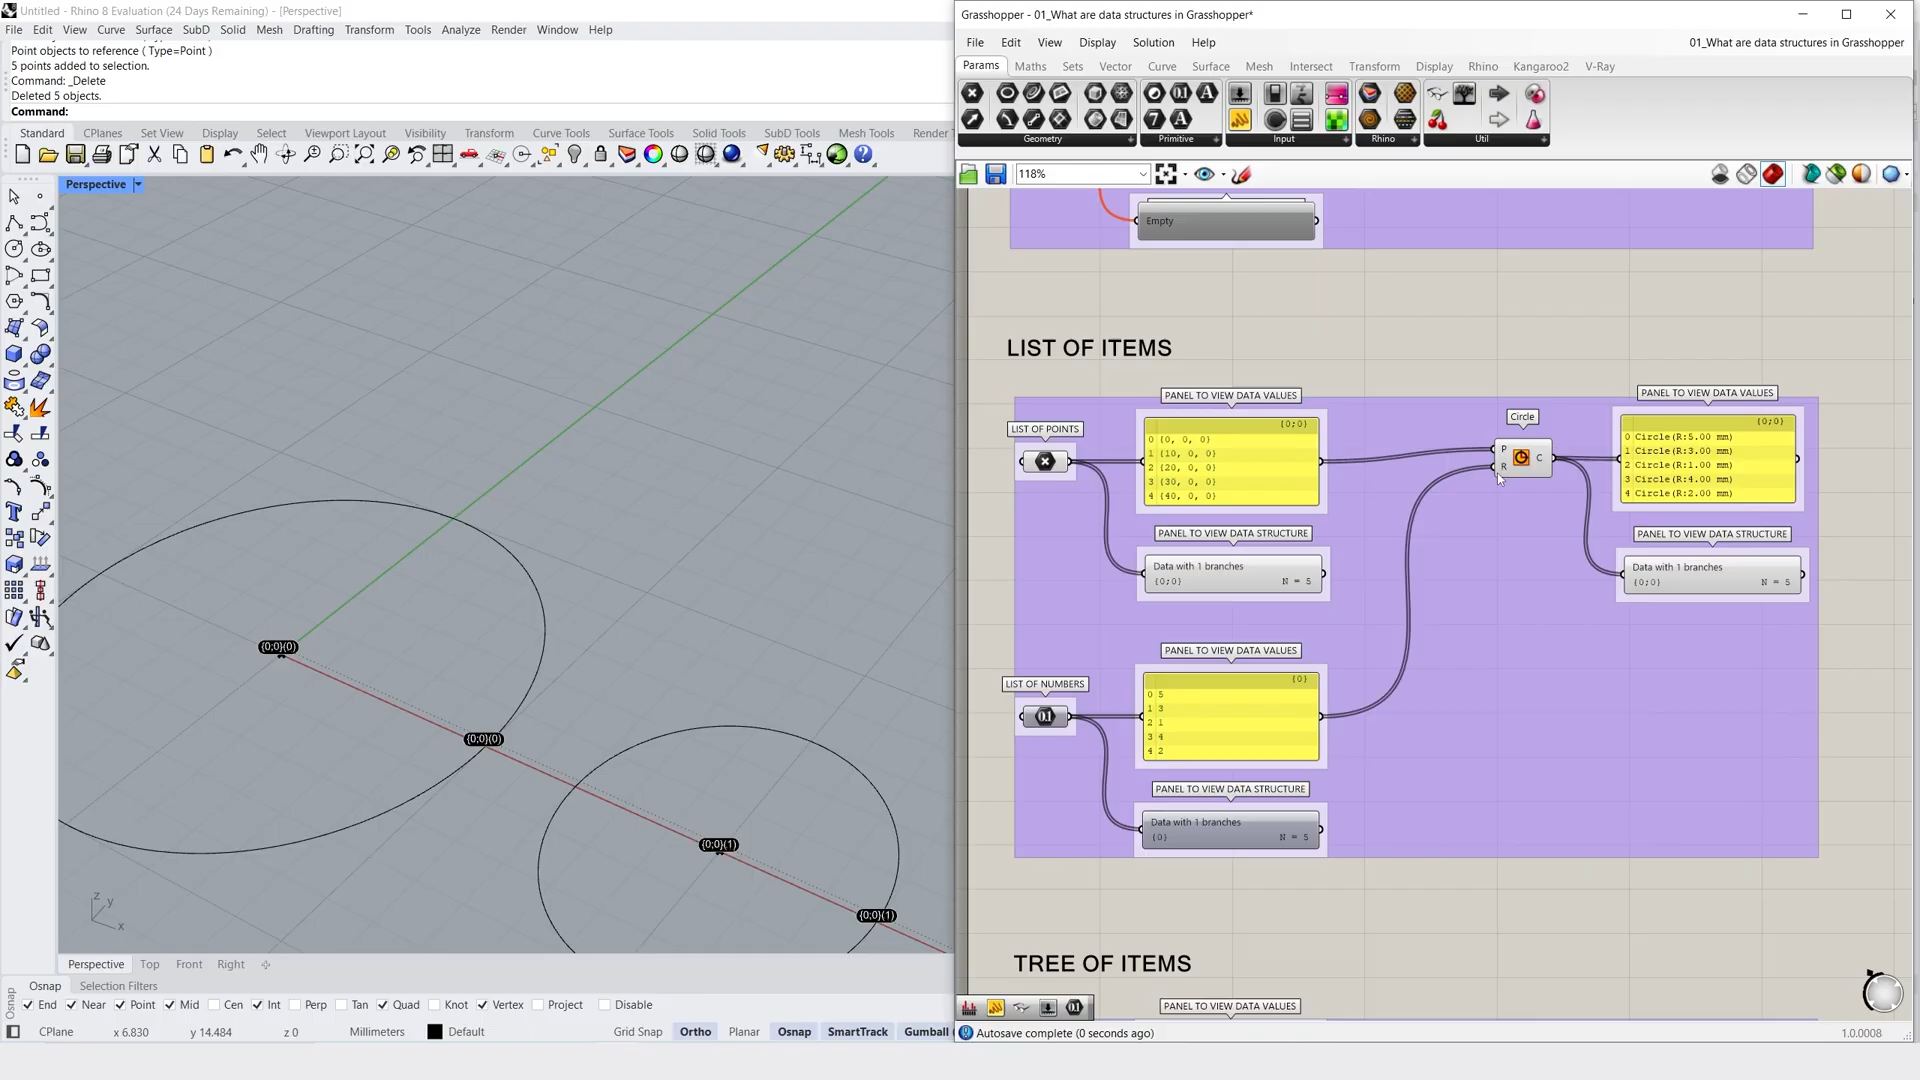 Untitled - Rhino 8 Evaluation (24 Days Remaining) - [Perspective]
File Edit View Curve Surface SubD Solid Mesh Drafting Transform Tools Analyze Render Window Help
Point objects to reference ( Type=Point )
5 points added to selection.
Command: _Delete
Deleted 5 objects.
Command:
Standard CPlanes Set View Display Select Viewport Layout Visibility Transform Curve Tools Surface Tools Solid Tools SubD Tools Mesh Tools Render
Perspective
{0;0}(0)
{0;0}(0)
{0;0}(1)
{0;0}(1)
z y x
Perspective Top Front Right
Osnap Selection Filters
Osnap
End Near Point Mid Cen Int Perp Tan Quad Knot Vertex Project Disable
CPlane x 6.830 y 14.484 z 0 Millimeters Default Grid Snap Ortho Planar Osnap SmartTrack Gumball
Grasshopper - 01_What are data structures in Grasshopper*
File Edit View Display Solution Help 01_What are data structures in Grasshopper
Params Maths Sets Vector Curve Surface Mesh Intersect Transform Display Rhino Kangaroo2 V-Ray
Geometry Primitive Input Rhino Util
118%
Empty
LIST OF ITEMS
PANEL TO VIEW DATA VALUES
LIST OF POINTS
{0;0}
0 {0, 0, 0}
1 {10, 0, 0}
2 {20, 0, 0}
3 {30, 0, 0}
4 {40, 0, 0}
PANEL TO VIEW DATA STRUCTURE
Data with 1 branches
{0;0} N = 5
Circle
P
R
C
PANEL TO VIEW DATA VALUES
{0;0}
0 Circle(R:5.00 mm)
1 Circle(R:3.00 mm)
2 Circle(R:1.00 mm)
3 Circle(R:4.00 mm)
4 Circle(R:2.00 mm)
PANEL TO VIEW DATA STRUCTURE
Data with 1 branches
{0;0} N = 5
PANEL TO VIEW DATA VALUES
LIST OF NUMBERS
0.1
{0}
0 5
1 3
2 1
3 4
4 2
PANEL TO VIEW DATA STRUCTURE
Data with 1 branches
{0} N = 5
TREE OF ITEMS
PANEL TO VIEW DATA VALUES
Autosave complete (0 seconds ago)
1.0.0008